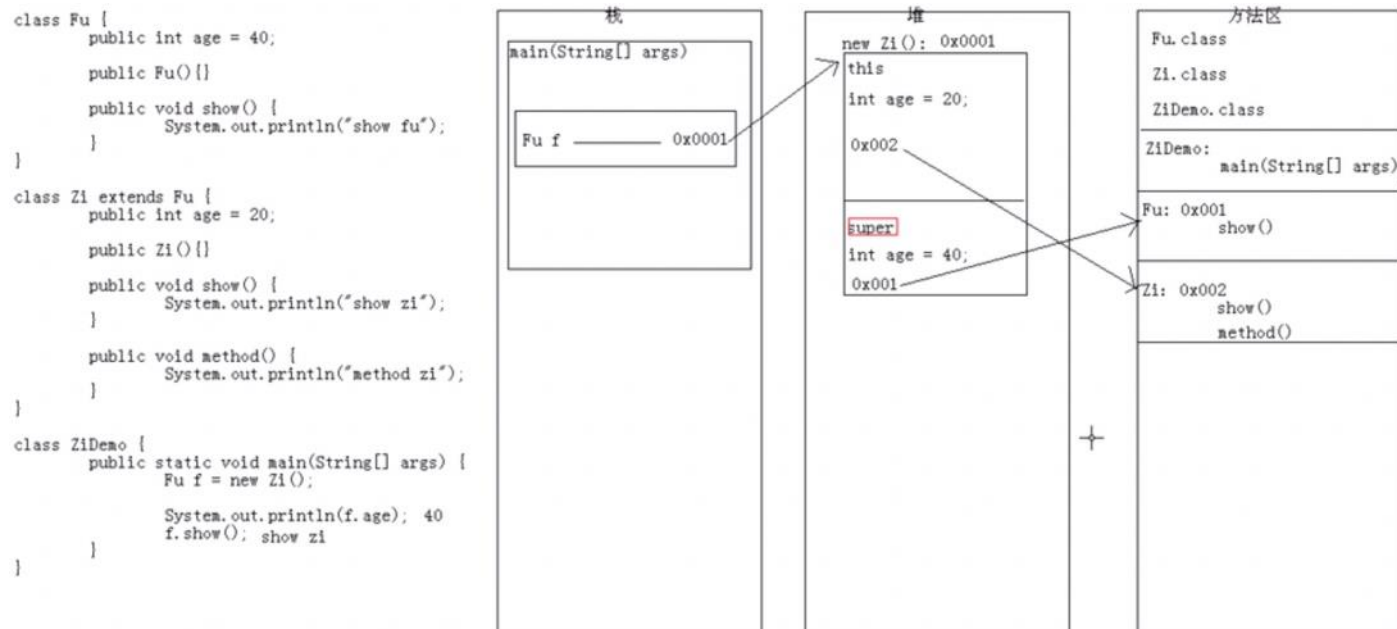 class Fu {
public int age = 40;
public Fu(){}
public void show() {
System.out.println("show fu");
}
}
class Zi extends Fu {
public int age = 20;
public Zi(){}
public void show() {
System.out.println("show zi");
}
public void method() {
System.out.println("method zi");
}
}
class ZiDemo {
public static void main(String[] args) {
Fu f = new Zi();
System.out.println(f.age); 40
f.show(); show zi
}
}
栈
main(String[] args)
Fu f 0x0001
堆
new Zi(): 0x0001
this
int age = 20;
0x002
super
int age = 40;
0x001
方法区
Fu.class
Zi.class
ZiDemo.class
ZiDemo:
main(String[] args)
Fu: 0x001
show()
Zi: 0x002
show()
method()